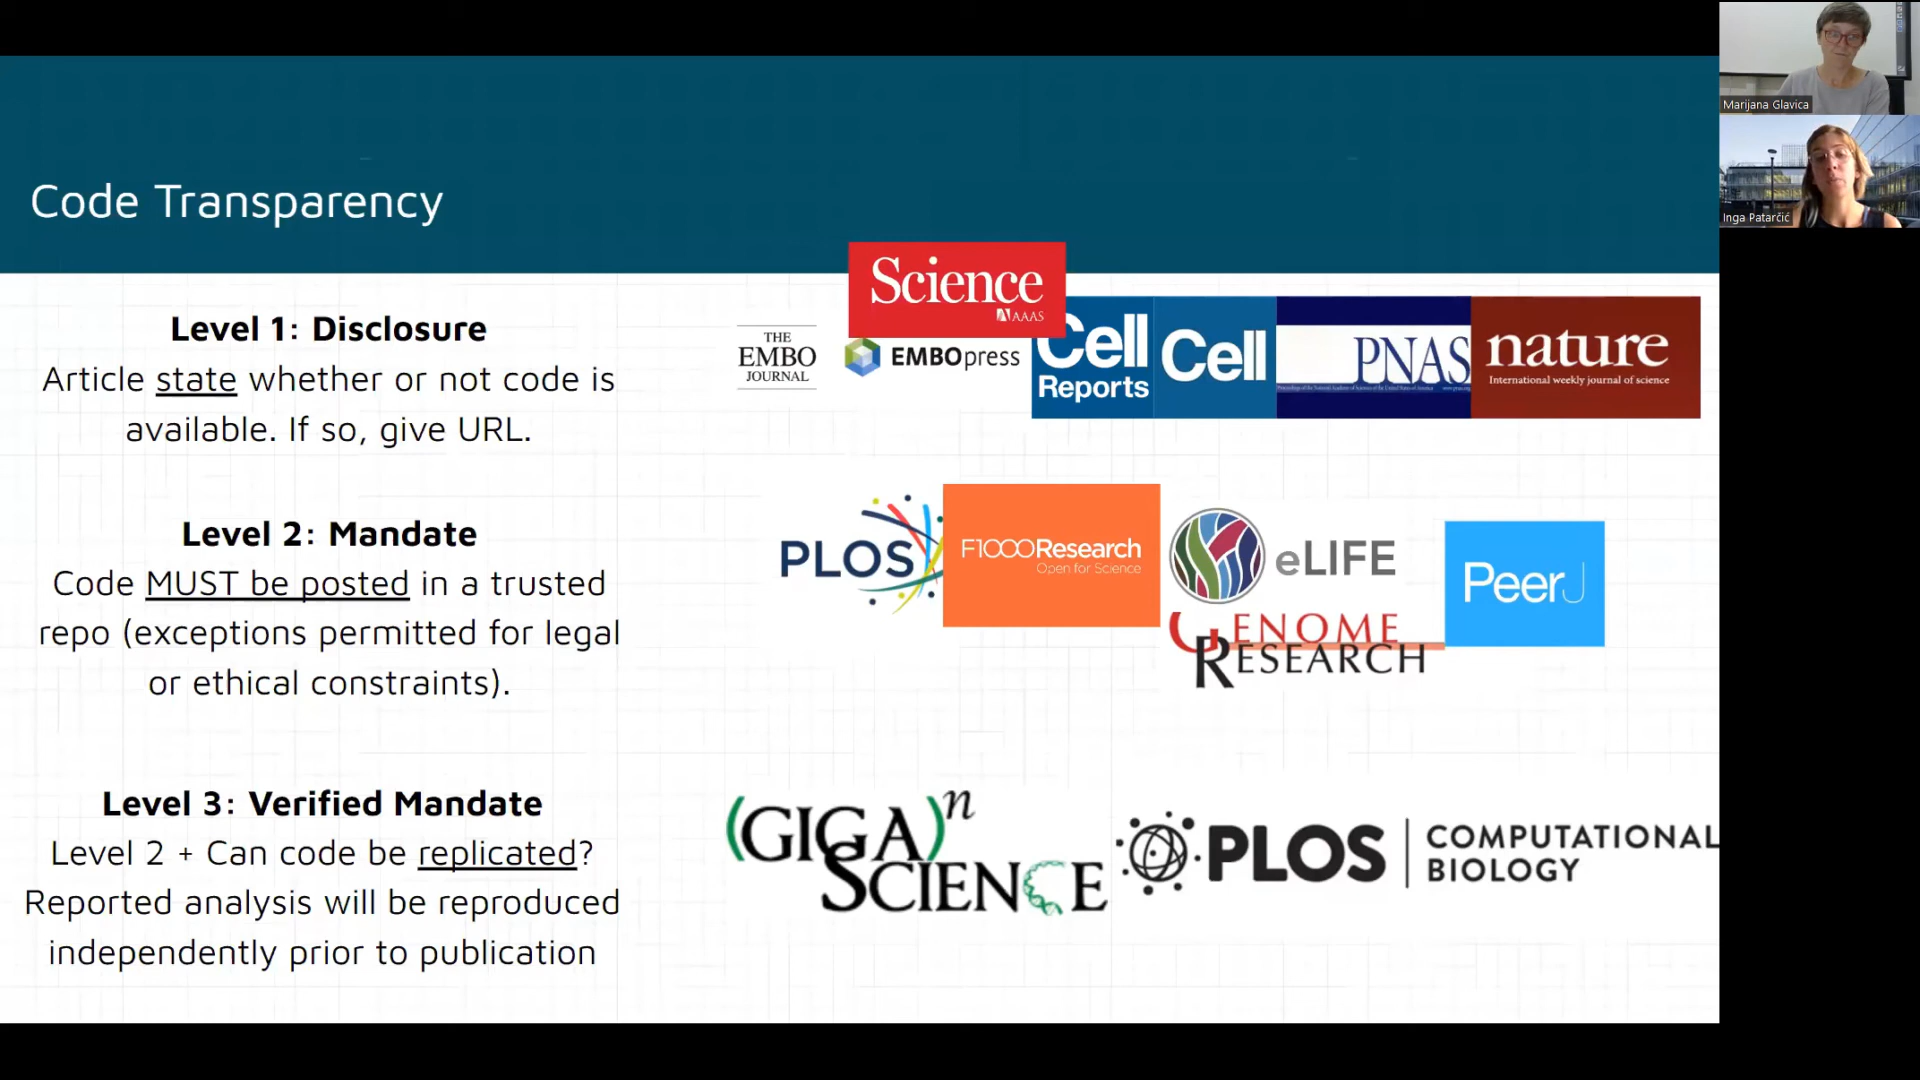 Code Transparency
Level 1: Disclosure
Article state whether or not code is
available. If so, give URL.
THE
EMBO
JOURNAL
EMBOpress
Science
AAAS
Cell
Reports
Cell
PNAS
nature
International weekly journal of science
Level 2: Mandate
Code MUST be posted in a trusted
repo (exceptions permitted for legal
or ethical constraints).
PLOS
F1000Research
Open for Science
eLIFE
GENOME
RESEARCH
PeerJ
Level 3: Verified Mandate
Level 2 + Can code be replicated?
Reported analysis will be reproduced
independently prior to publication
(GIGA)n
SCIENCE
PLOS
COMPUTATIONAL
BIOLOGY
Marijana Glavica
Inga Patarčić